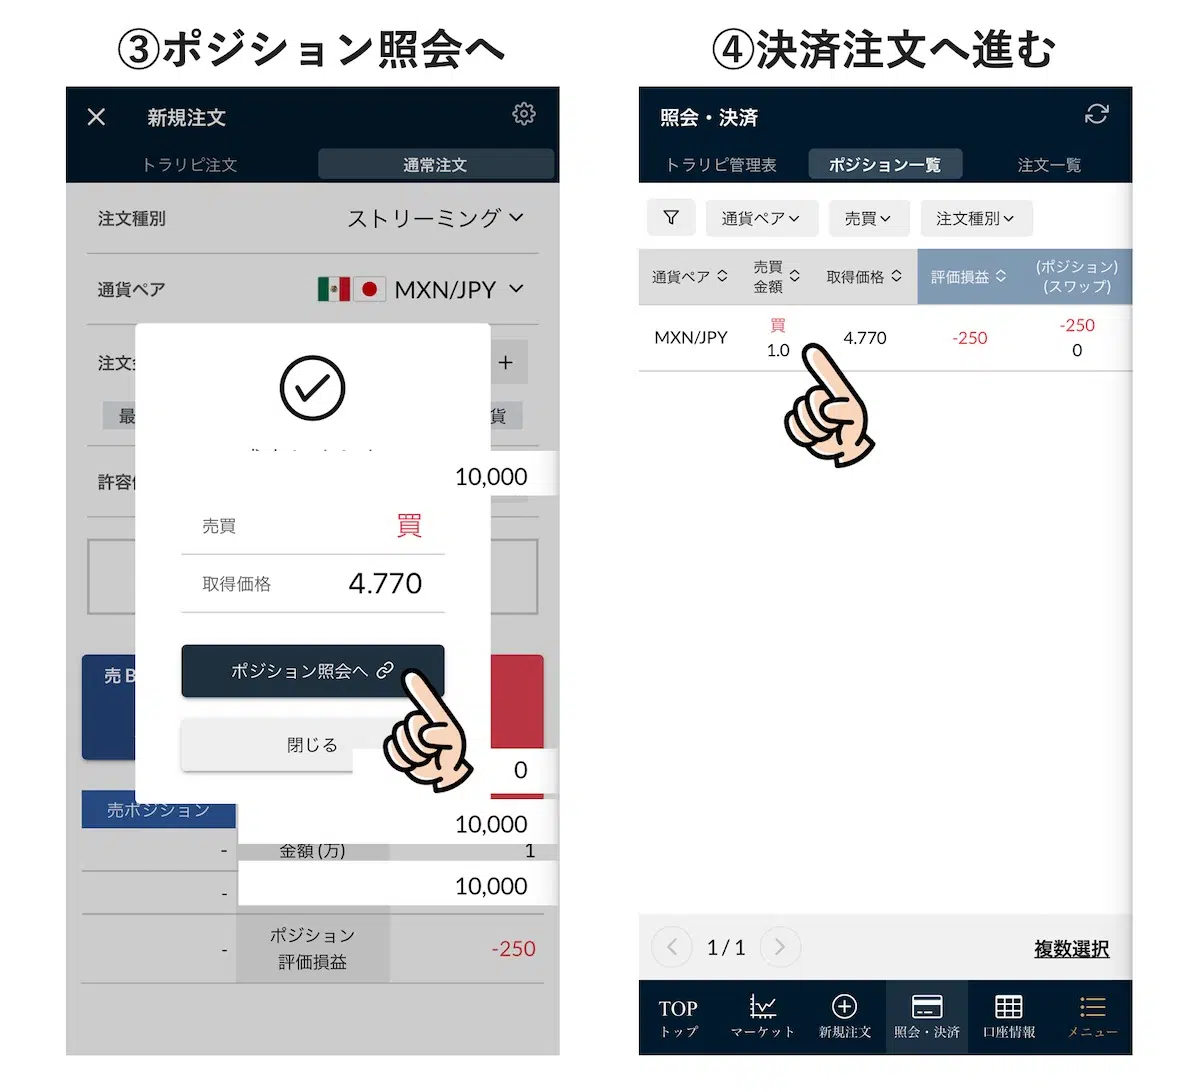 ③ポジション照会へ
新規注文
トラリピ注文
通常注文
注文種別
ストリーミング
通貨ペア
MXN/JPY
注文
+
最
貨
10,000
許容
売買
買
取得価格
4.770
ポジション照会へ
売B
閉じる
0
売ポジション
10,000
-
金額(万)
1
-
10,000
-
ポジション
評価損益
-250
④決済注文へ進む
照会・決済
トラリピ管理表
ポジション一覧
注文一覧
通貨ペア
売買
注文種別
通貨ペア
売買
金額
取得価格
評価損益
(ポジション)
(スワップ)
MXN/JPY
買
1.0
4.770
-250
-250
0
1/1
複数選択
TOP
トップ
マーケット
新規注文
照会・決済
口座情報
メニュー